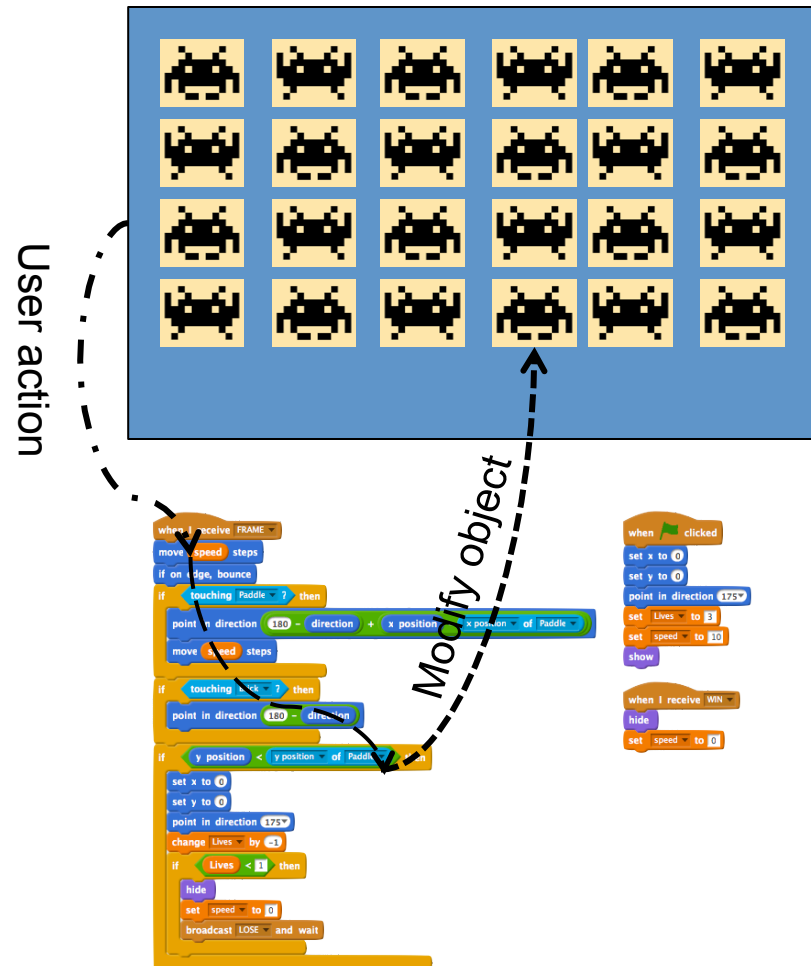 User action
Modify object
when I receive FRAME
move speed steps
if on edge, bounce
if touching Paddle ? then
point in direction 180 - direction + x position x position of Paddle
move speed steps
if touching Brick ? then
point in direction 180 - direction
if y position < y position of Paddle then
set x to 0
set y to 0
point in direction 175
change Lives by -1
if Lives < 1 then
hide
set speed to 0
broadcast LOSE and wait
when clicked
set x to 0
set y to 0
point in direction 175
set Lives to 3
set speed to 10
show
when I receive WIN
hide
set speed to 0